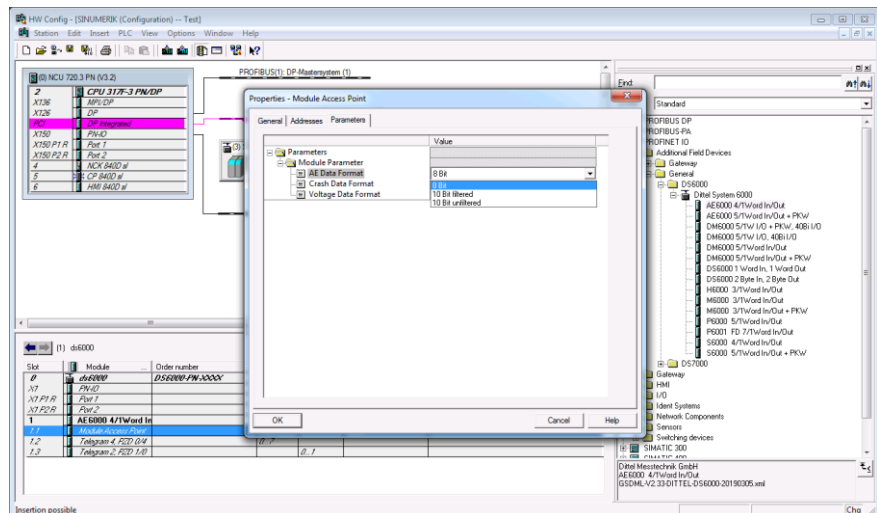 HW Config - [SINUMERIK (Configuration) --- Test]
Station Edit Insert PLC View Options Window Help
(0) NCU 720.3 PN (V3.2)
2 CPU 317F-3 PN/DP
X136 MPI/DP
X126 DP
PCI DP Integrated
X150 PN-IO
X150 P1 R Port 1
X150 P2 R Port 2
4 NCK 840D sl
5 CP 840D sl
6 HMI 840D sl
PROFIBUS(1): DP-Mastersystem (1)
(3)
Properties - Module Access Point
General Addresses Parameters
Value
Parameters
Module Parameter
AE Data Format 8 Bit
Crash Data Format 8 Bit
Voltage Data Format 10 Bit filtered
10 Bit unfiltered
OK Cancel Help
Find:
Standard
PROFIBUS DP
PROFIBUS-PA
PROFINET IO
Additional Field Devices
Gateway
General
DS6000
Dittel System 6000
AE6000 4/1Word In/Out
AE6000 5/1Word In/Out + PKW
DM6000 5/1W I/O + PKW, 40Bi I/O
DM6000 5/1W I/O, 40Bi I/O
DM6000 5/1Word In/Out
DM6000 5/1Word In/Out + PKW
DS6000 1 Word In, 1 Word Out
DS6000 2 Byte In, 2 Byte Out
H6000 3/1Word In/Out
M6000 3/1Word In/Out
M6000 3/1Word In/Out + PKW
P6000 5/1Word In/Out
P6001 FD 7/1Word In/Out
S6000 4/1Word In/Out
S6000 5/1Word In/Out + PKW
DS7000
Gateway
HMI
I/O
Ident Systems
Network Components
Sensors
Switching devices
SIMATIC 300
SIMATIC 400
(1) ds6000
Slot Module ... Order number
0 ds6000 DS6000-PN-XXXX
X1 PN-IO
X1 P1 R Port 1
X1 P2 R Port 2
1 AE6000 4/1Word In
1.1 Module Access Point
1.2 Telegram 4, PZD 0/4 0...7
1.3 Telegram 2, PZD 1/0 0...1
Dittel Messtechnik GmbH
AE6000 4/1Word In/Out
GSDML-V2.33-DITTEL-DS6000-20190305.xml
Insertion possible
Chg